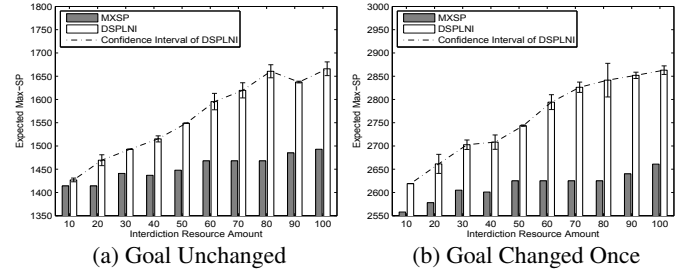 MXSP
DSPLNI
Confidence Interval of DSPLNI
Expected Max-SP
1800
1750
1700
1650
1600
1550
1500
1450
1400
1350
10 20 30 40 50 60 70 80 90 100
Interdiction Resource Amount
(a) Goal Unchanged
MXSP
DSPLNI
Confidence Interval of DSPLNI
Expected Max-SP
3000
2950
2900
2850
2800
2750
2700
2650
2600
2550
10 20 30 40 50 60 70 80 90 100
Interdiction Resource Amount
(b) Goal Changed Once